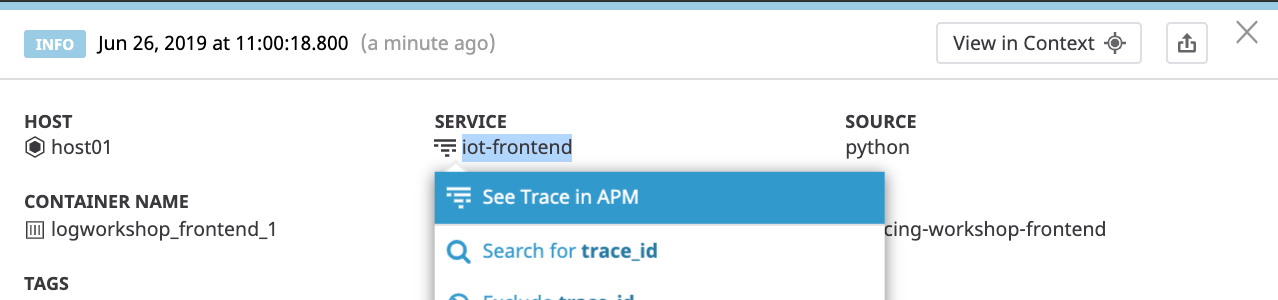 INFO Jun 26, 2019 at 11:00:18.800 (a minute ago) View in Context
HOST SERVICE SOURCE
host01 iot-frontend python
See Trace in APM
CONTAINER NAME
logworkshop_frontend_1 cing-workshop-frontend
Search for trace_id
TAGS
Exclude trace_id